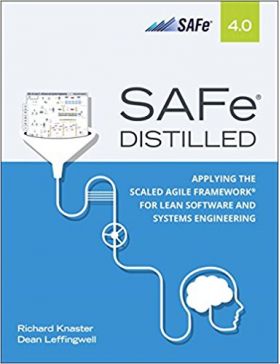 SAFe®
4.0
SAFe®
DISTILLED
APPLYING THE
SCALED AGILE FRAMEWORK®
FOR LEAN SOFTWARE AND
SYSTEMS ENGINEERING
Richard Knaster
Dean Leffingwell